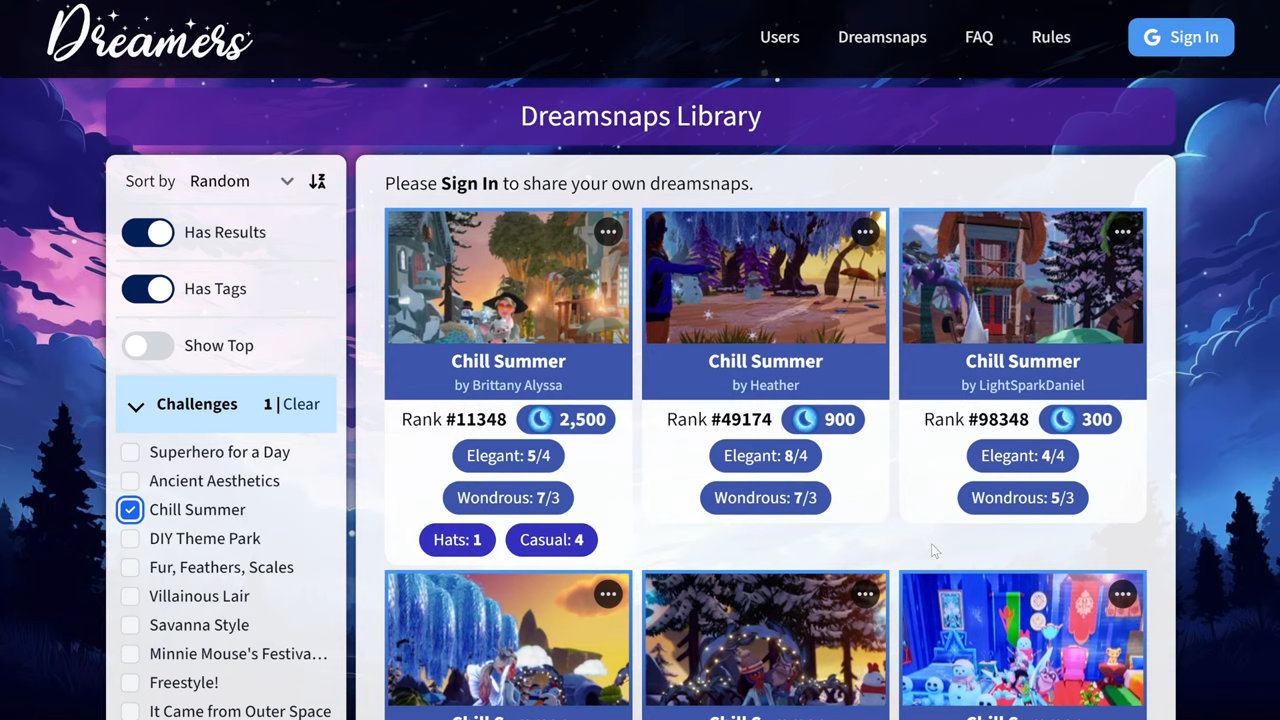 Dreamers
Users
Dreamsnaps
FAQ
Rules
G Sign In
Dreamsnaps Library
Sort by Random
Has Results
Has Tags
Show Top
Challenges 1 | Clear
Superhero for a Day
Ancient Aesthetics
Chill Summer
DIY Theme Park
Fur, Feathers, Scales
Villainous Lair
Savanna Style
Minnie Mouse's Festiva...
Freestyle!
It Came from Outer Space
Please Sign In to share your own dreamsnaps.
Chill Summer
by Brittany Alyssa
Rank #11348 2,500
Elegant: 5/4
Wondrous: 7/3
Hats: 1 Casual: 4
Chill Summer
by Heather
Rank #49174 900
Elegant: 8/4
Wondrous: 7/3
Chill Summer
by LightSparkDaniel
Rank #98348 300
Elegant: 4/4
Wondrous: 5/3